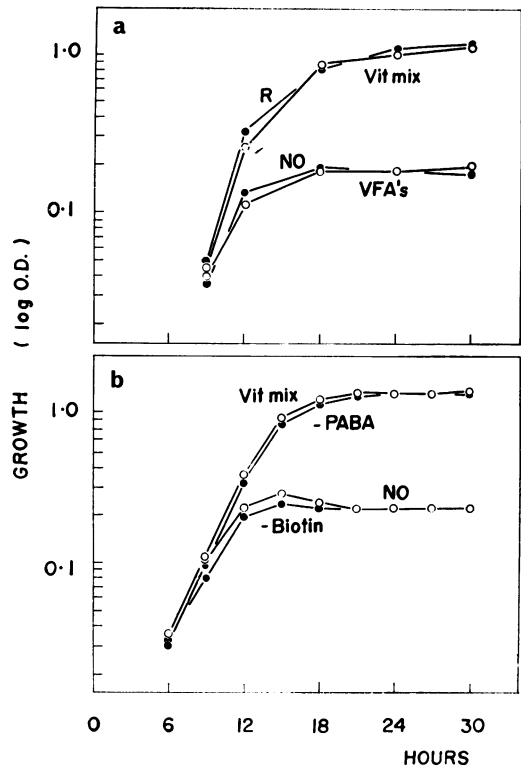 a
1·0
R
Vit mix
NO
VFA's
0·1
b
Vit mix
1·0
-PABA
NO
-Biotin
0·1
GROWTH ( log O.D. )
0 6 12 18 24 30
HOURS